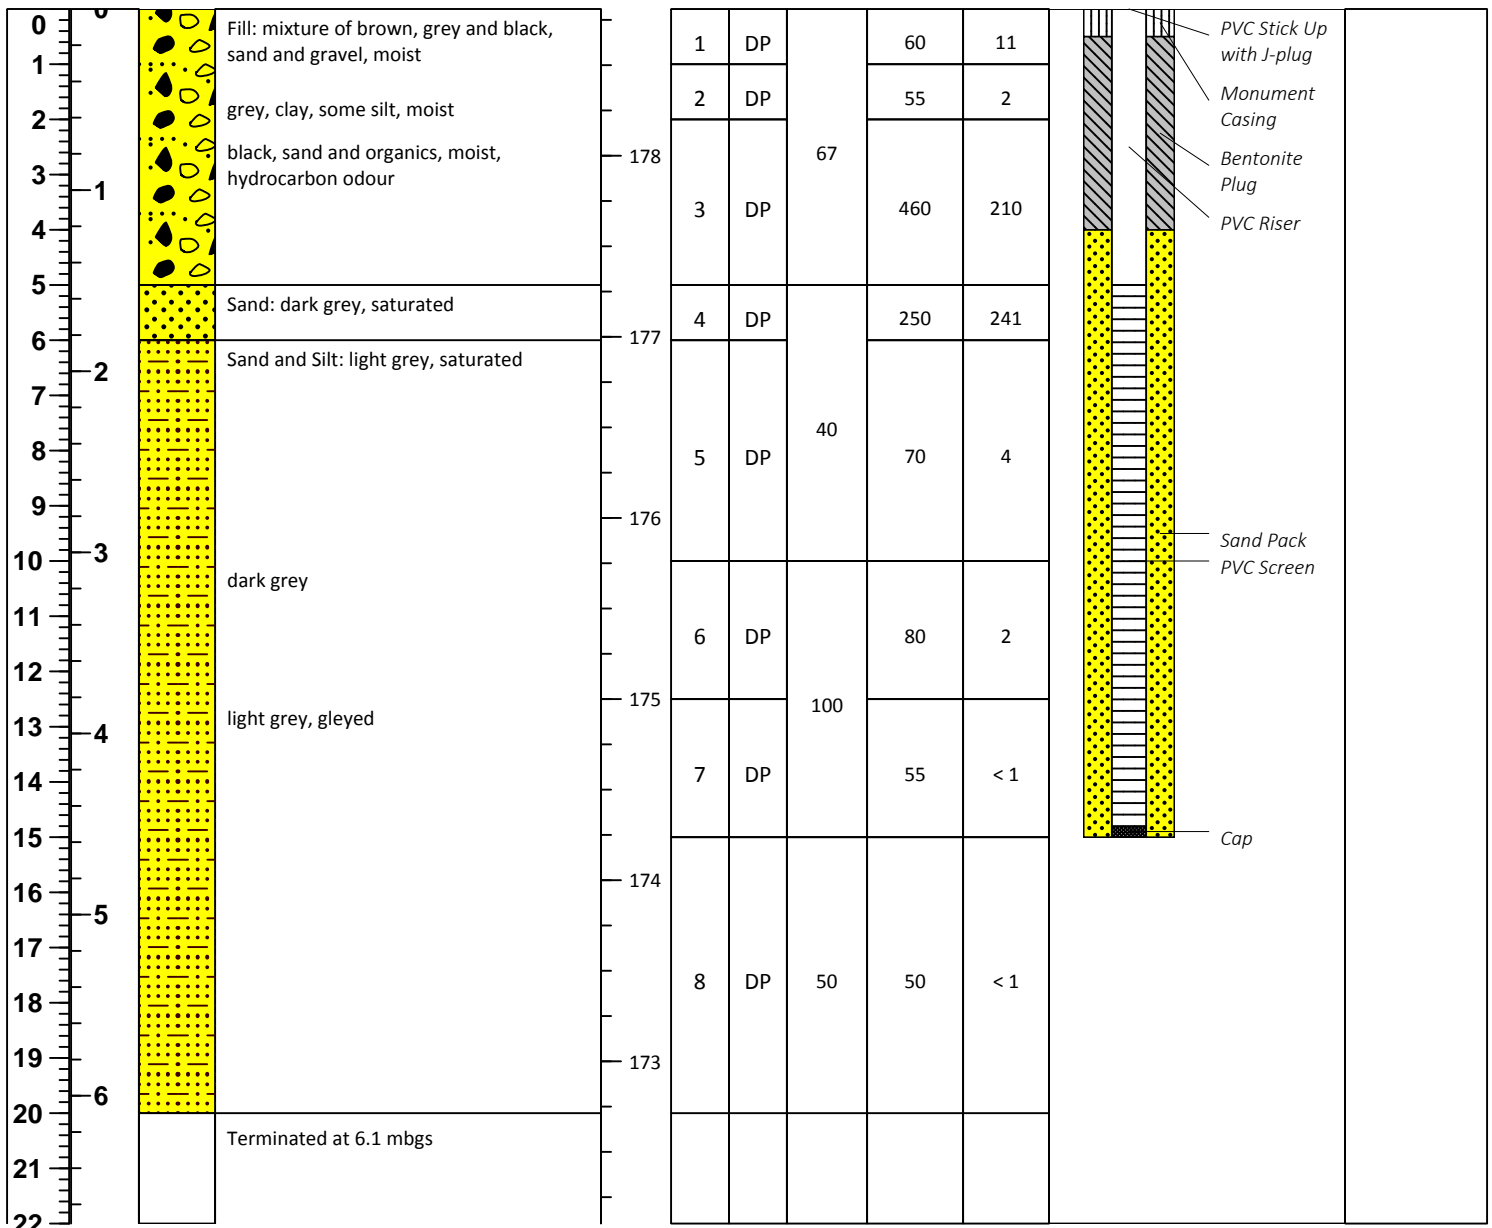 0
1
2
3
4
5
6
7
8
9
10
11
12
13
14
15
16
17
18
19
20
21
22
0
1
2
3
4
5
6
Fill: mixture of brown, grey and black,
sand and gravel, moist
grey, clay, some silt, moist
black, sand and organics, moist,
hydrocarbon odour
Sand: dark grey, saturated
Sand and Silt: light grey, saturated
dark grey
light grey, gleyed
Terminated at 6.1 mbgs
178
177
176
175
174
173
1 DP 60 11
2 DP 55 2
67
3 DP 460 210
4 DP 250 241
40
5 DP 70 4
6 DP 80 2
100
7 DP 55 < 1
8 DP 50 50 < 1
PVC Stick Up
with J-plug
Monument
Casing
Bentonite
Plug
PVC Riser
Sand Pack
PVC Screen
Cap